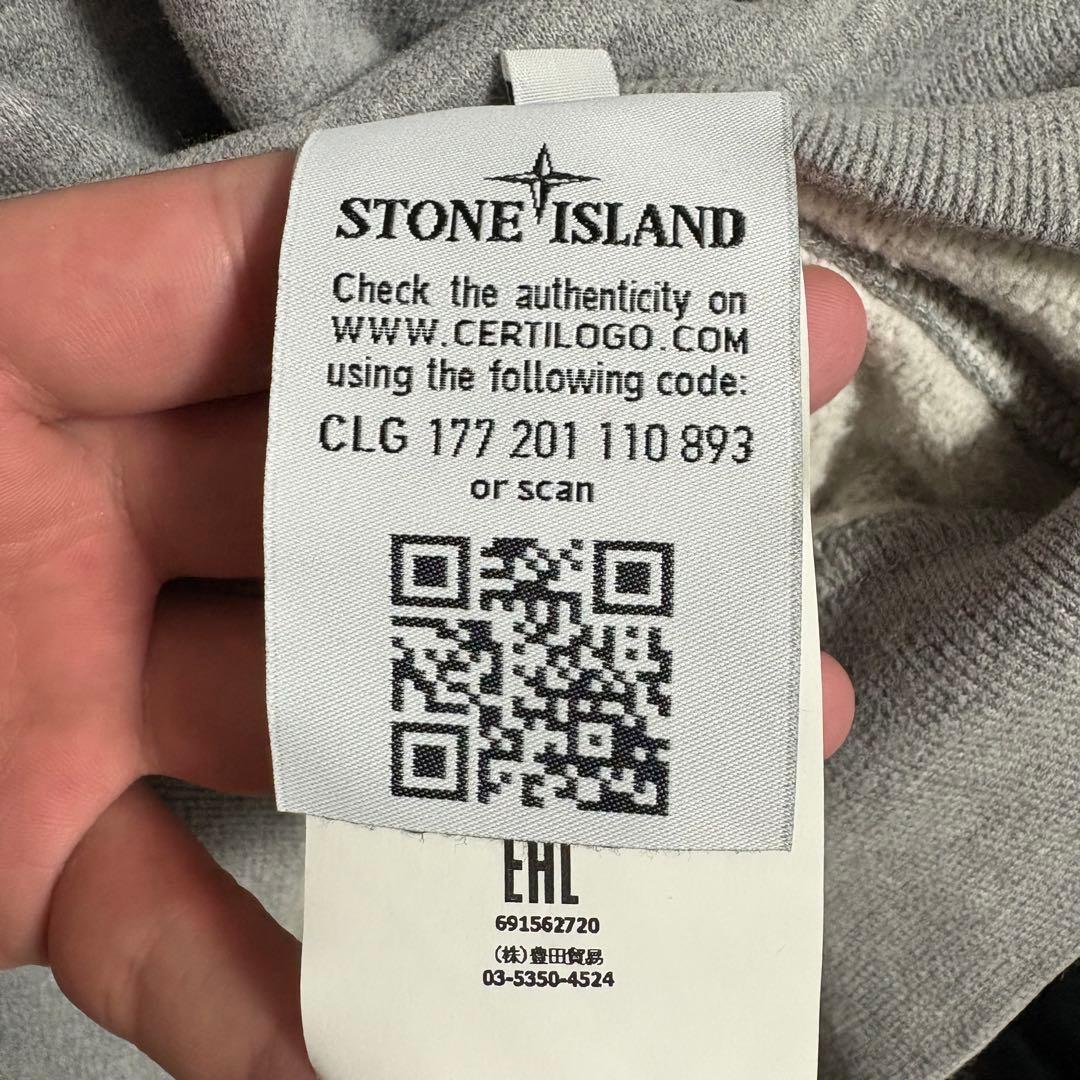 STONE ISLAND
Check the authenticity on
WWW.CERTILOGO.COM
using the following code:
CLG 177 201 110 893
or scan
EAC
691562720
(株)豊田貿易
03-5350-4524